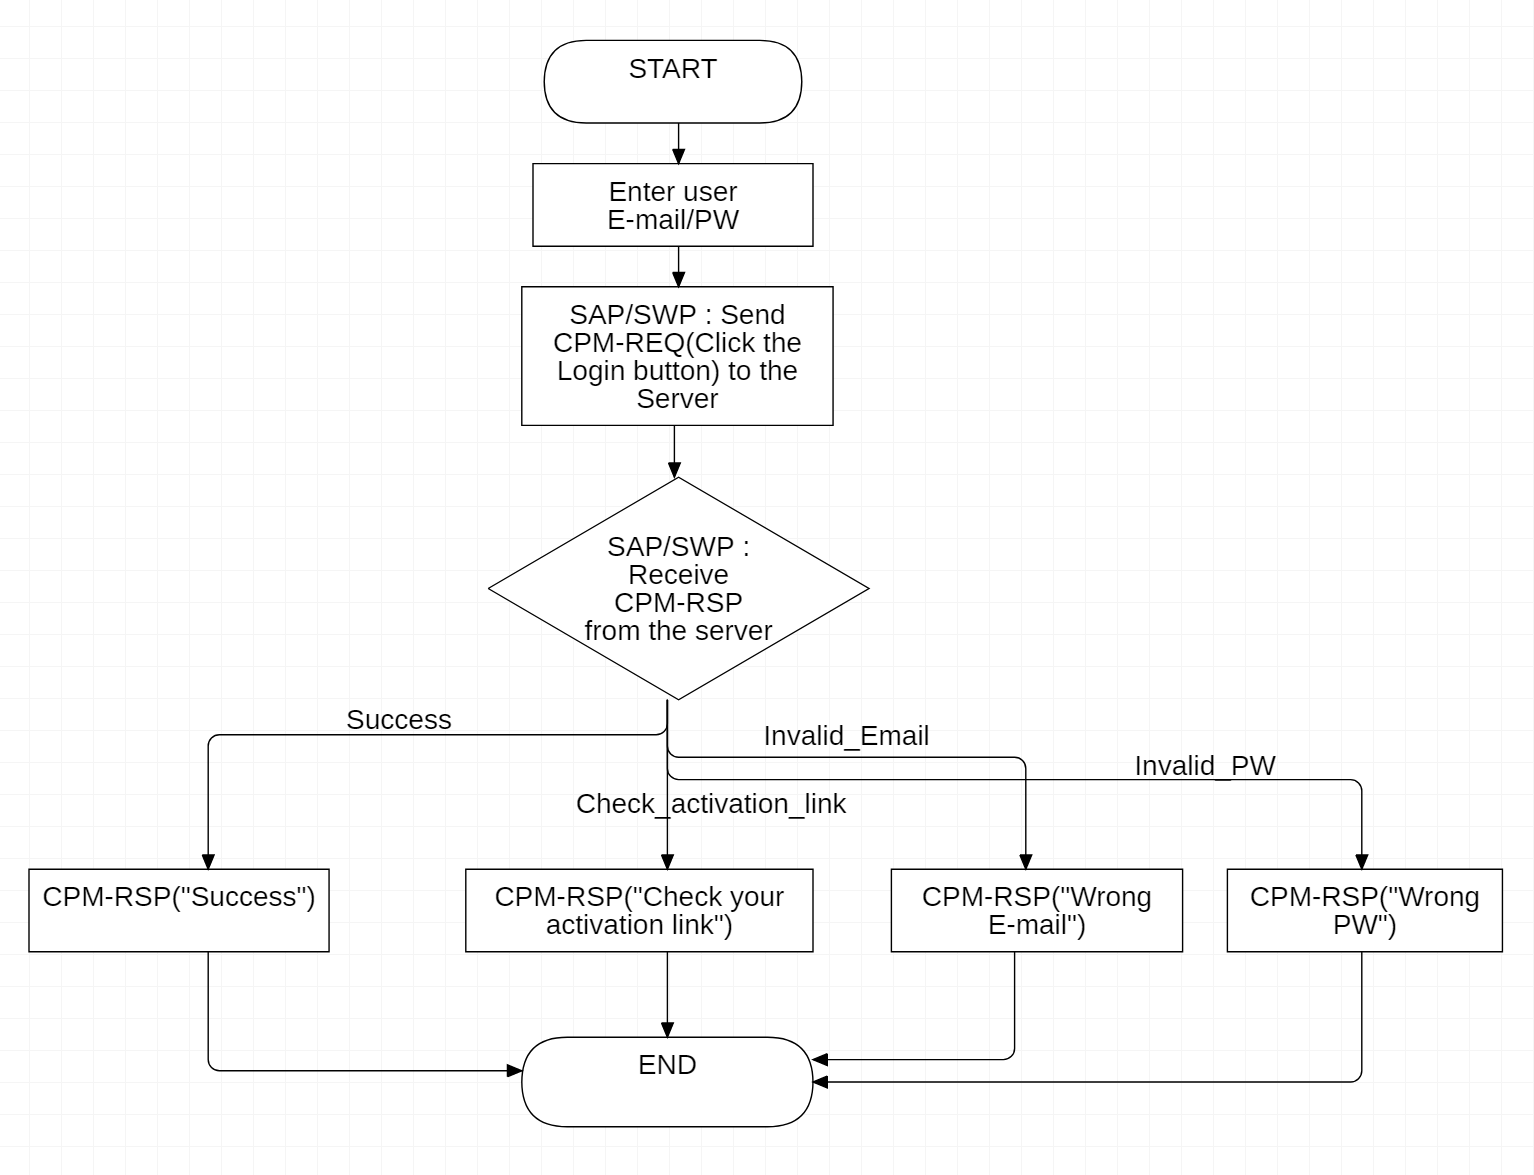 START
Enter user
E-mail/PW
SAP/SWP : Send
CPM-REQ(Click the
Login button) to the
Server
SAP/SWP :
Receive
CPM-RSP
from the server
Success
Invalid_Email
Invalid_PW
Check_activation_link
CPM-RSP("Success")
CPM-RSP("Check your
activation link")
CPM-RSP("Wrong
E-mail")
CPM-RSP("Wrong
PW")
END